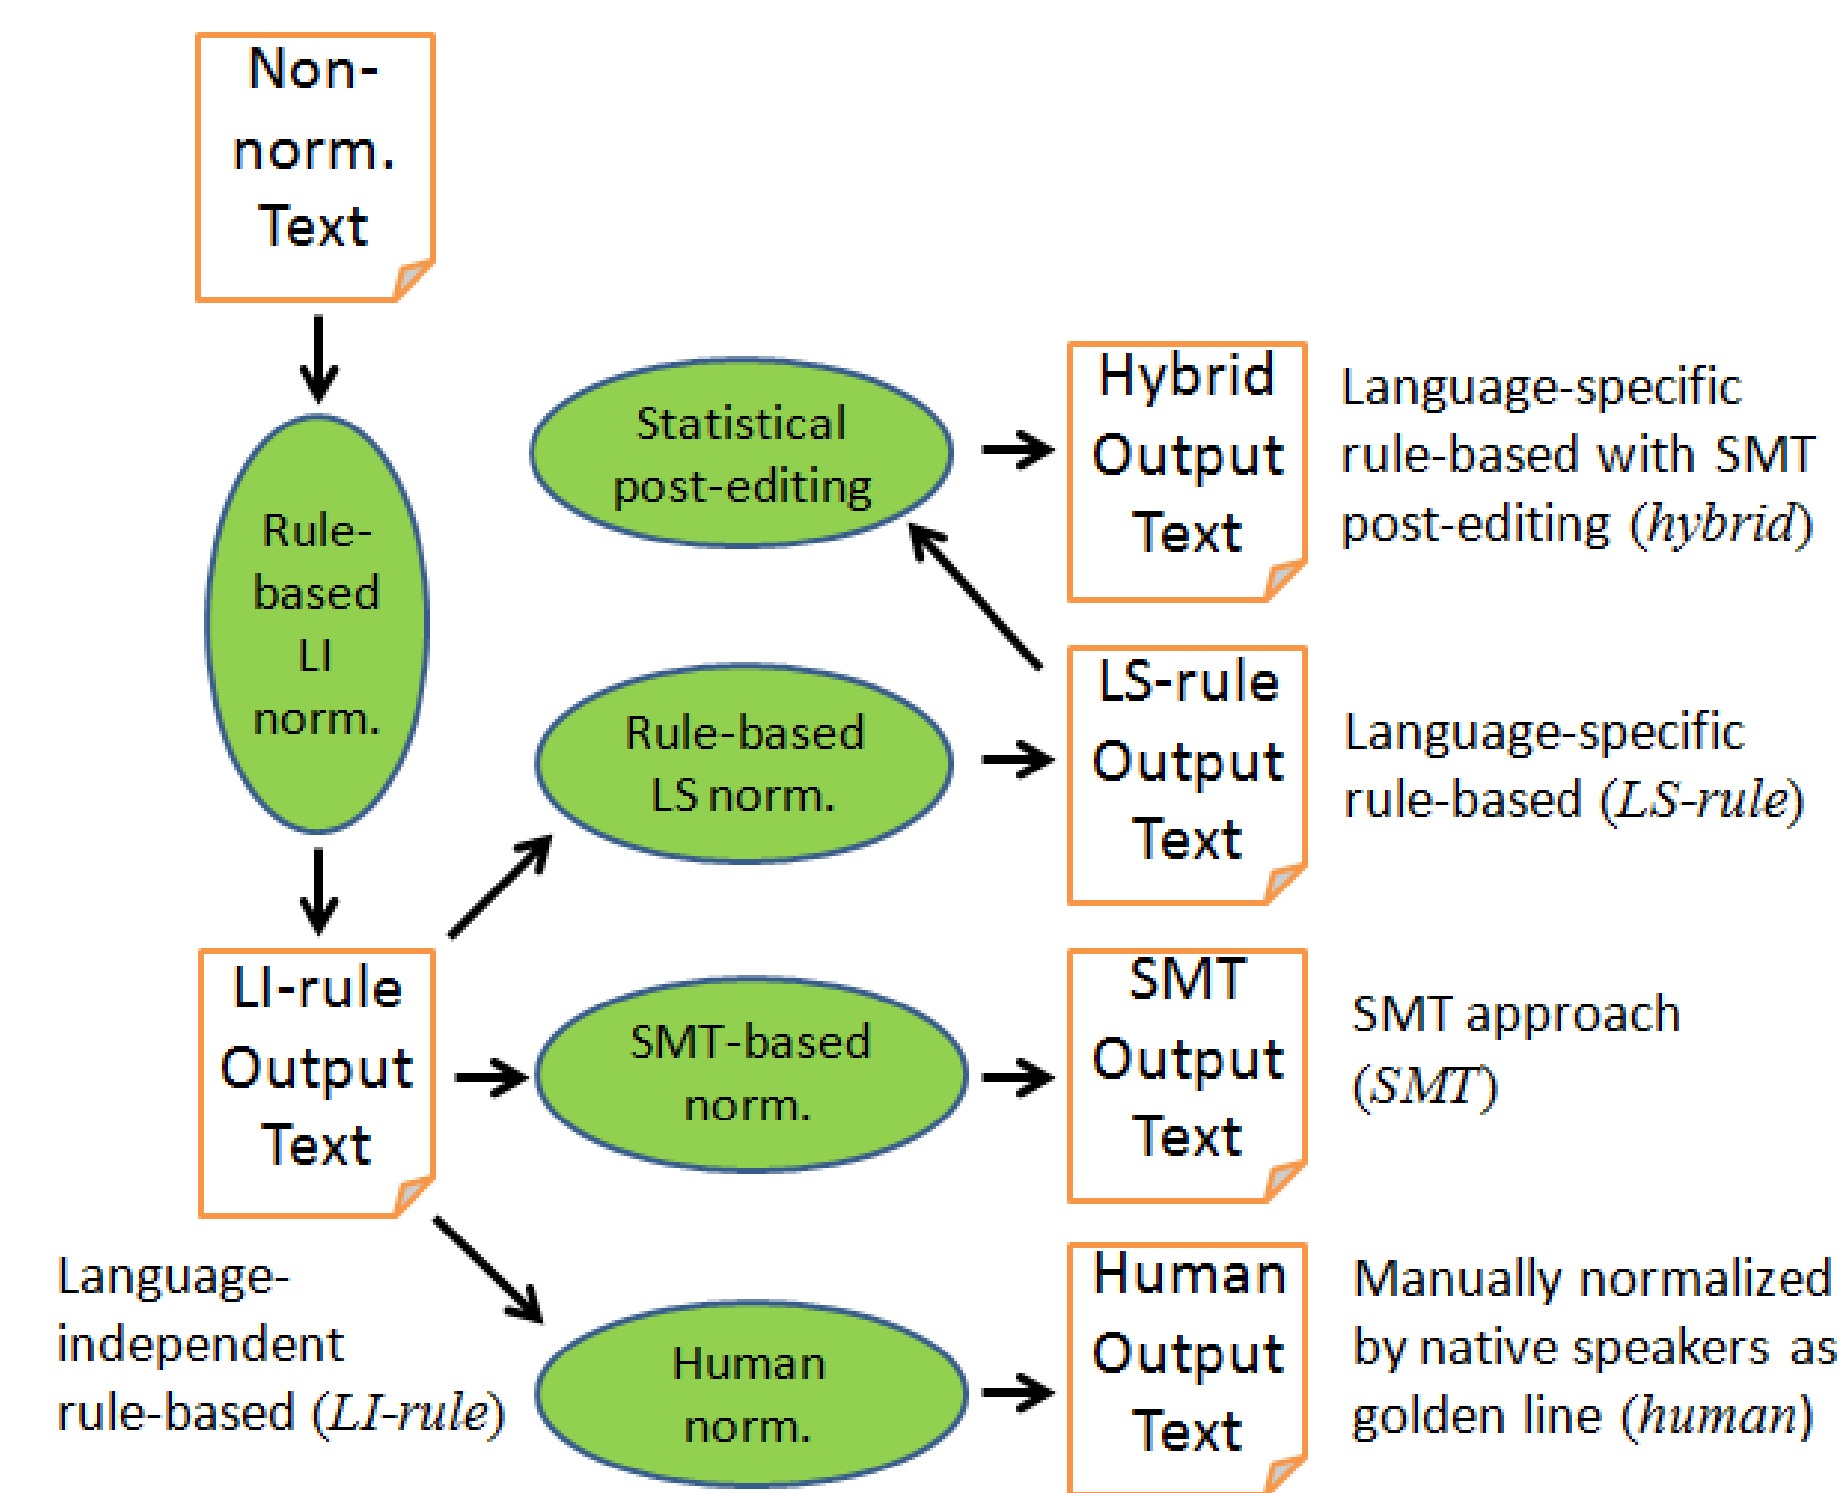 Non-
norm.
Text
Rule-
based
LI
norm.
LI-rule
Output
Text
Language-
independent
rule-based (LI-rule)
Statistical
post-editing
Hybrid
Output
Text
Language-specific
rule-based with SMT
post-editing (hybrid)
Rule-based
LS norm.
LS-rule
Output
Text
Language-specific
rule-based (LS-rule)
SMT-based
norm.
SMT
Output
Text
SMT approach
(SMT)
Human
norm.
Human
Output
Text
Manually normalized
by native speakers as
golden line (human)